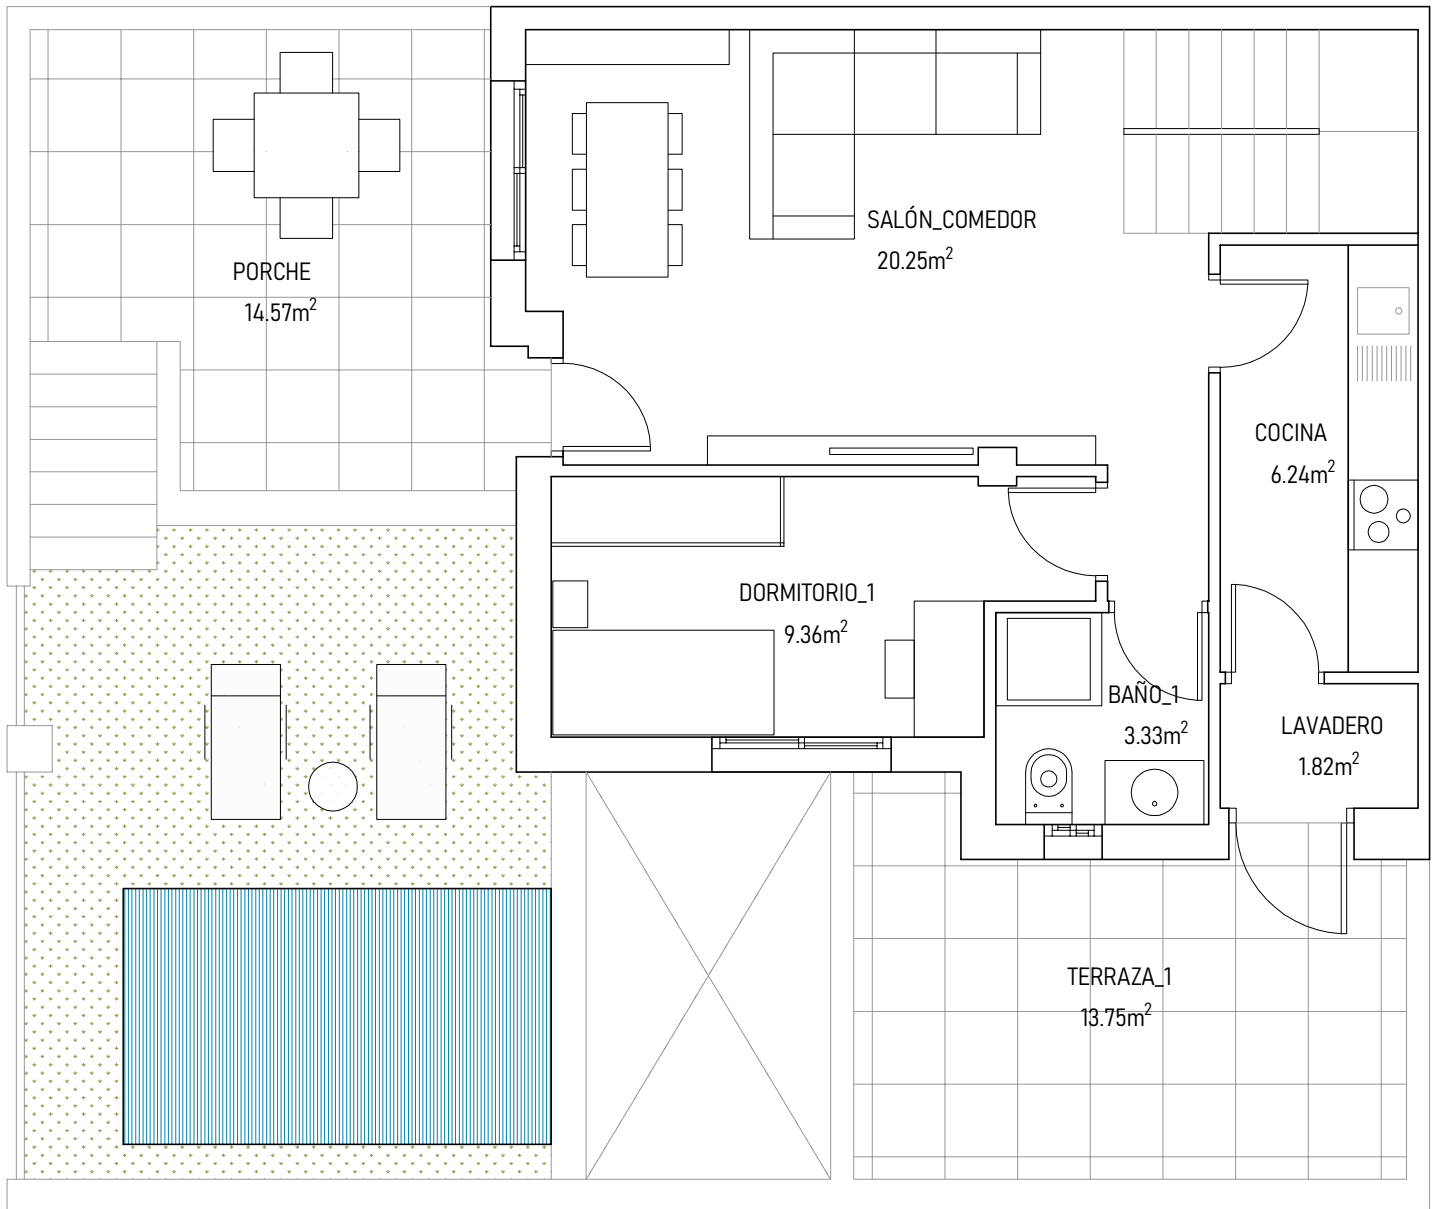 SALÓN_COMEDOR
20.25m²
PORCHE
14.57m²
COCINA
6.24m²
DORMITORIO_1
9.36m²
BAÑO_1
3.33m²
LAVADERO
1.82m²
TERRAZA_1
13.75m²